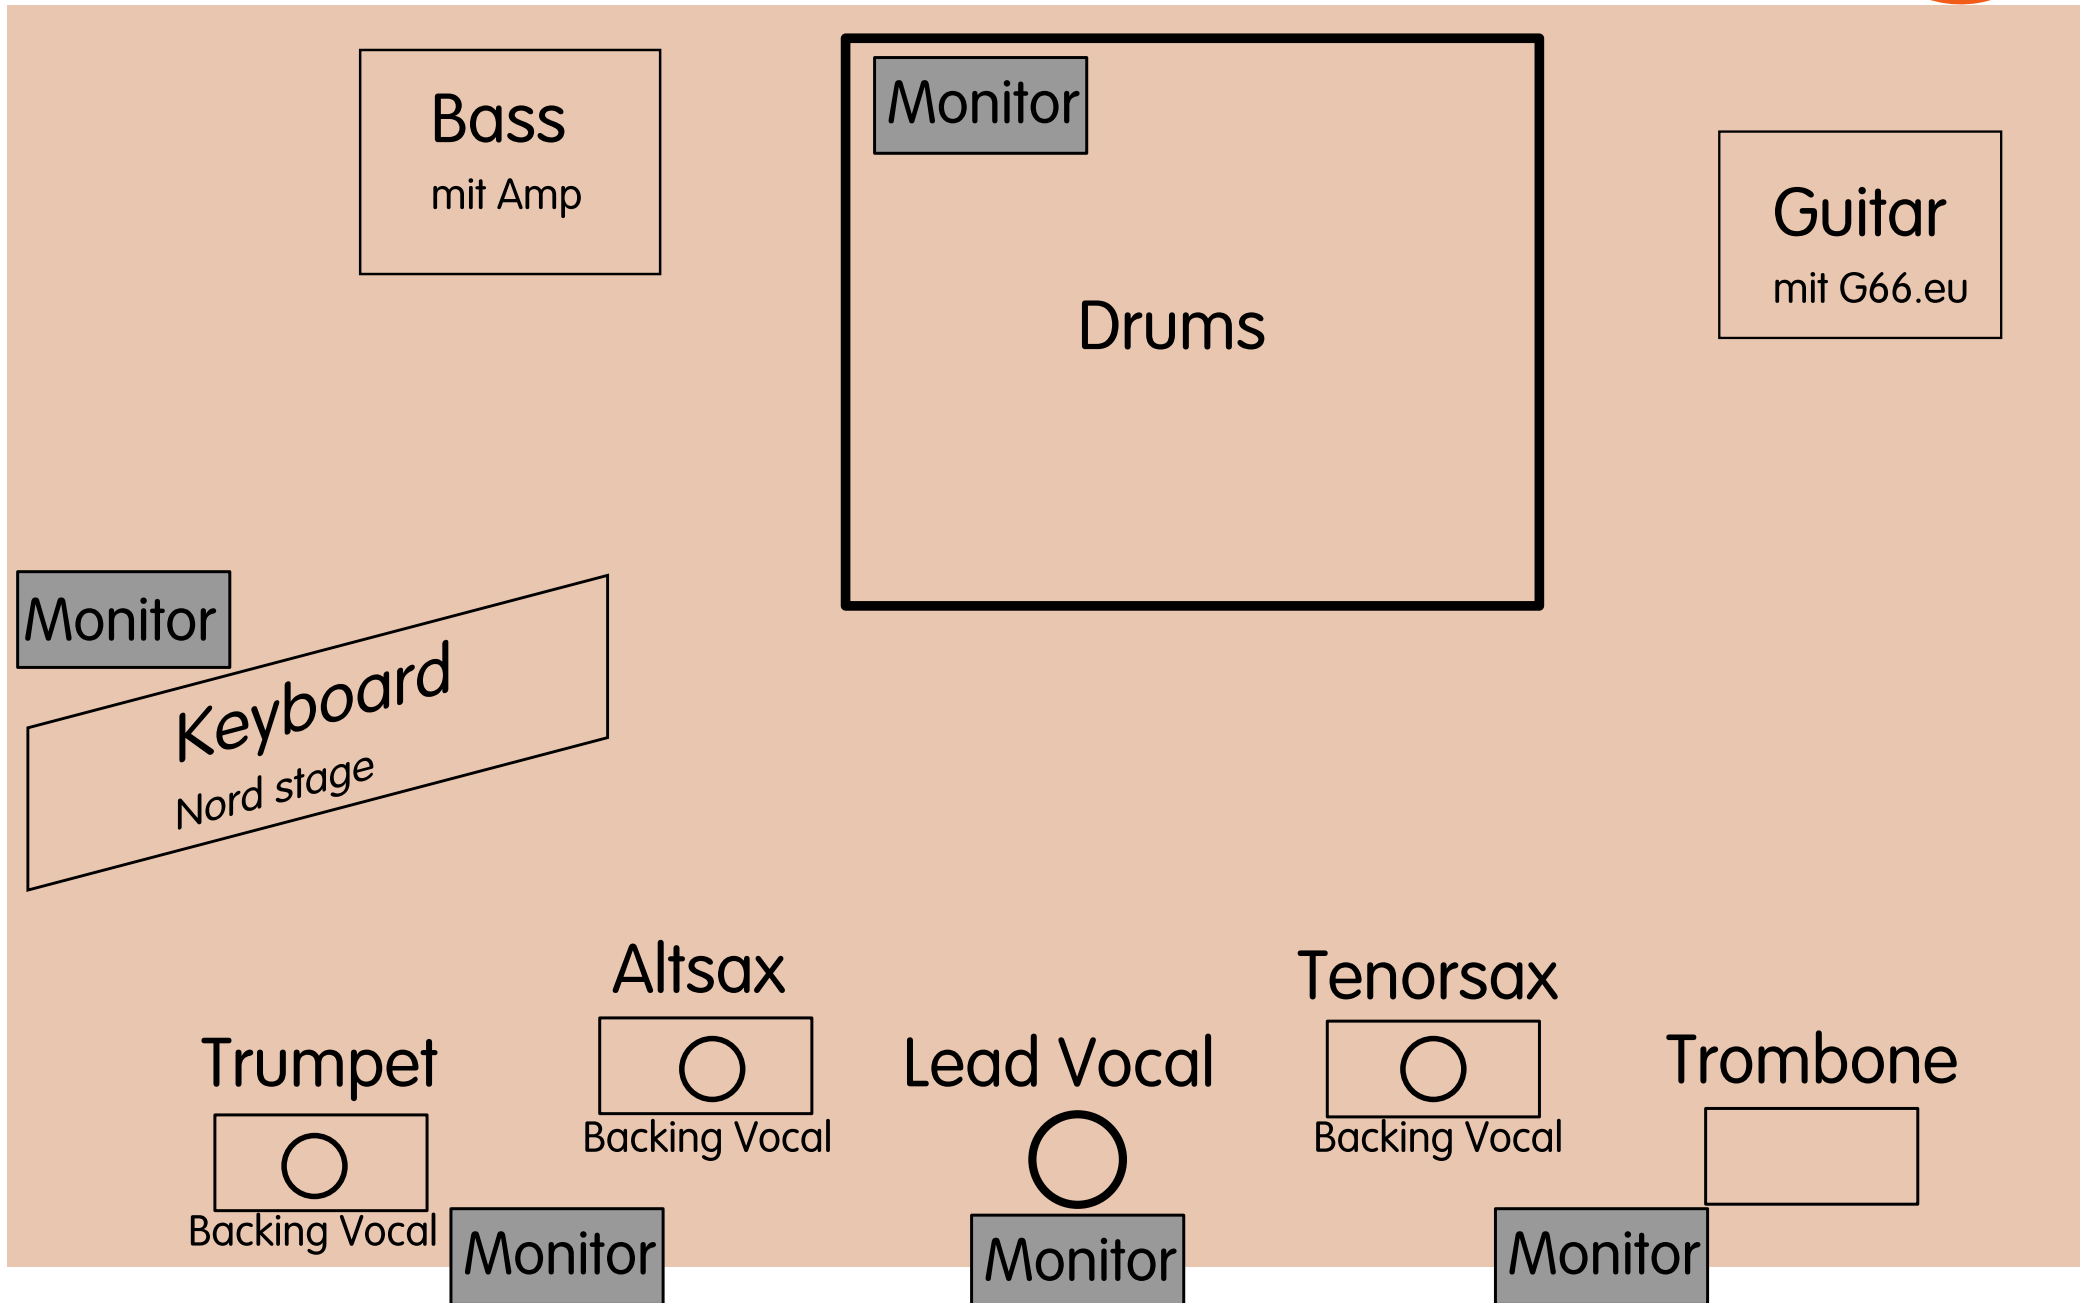 Bass
mit Amp
Monitor
Drums
Guitar
mit G66.eu
Monitor
Keyboard
Nord stage
Altsax
Backing Vocal
Tenorsax
Backing Vocal
Trumpet
Backing Vocal
Lead Vocal
Trombone
Monitor
Monitor
Monitor